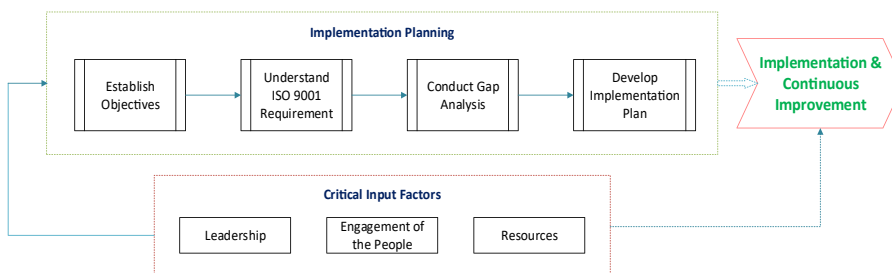 Implementation Planning
Establish
Objectives
Understand
ISO 9001
Requirement
Conduct Gap
Analysis
Develop
Implementation
Plan
Implementation &
Continuous
Improvement
Critical Input Factors
Leadership
Engagement of
the People
Resources